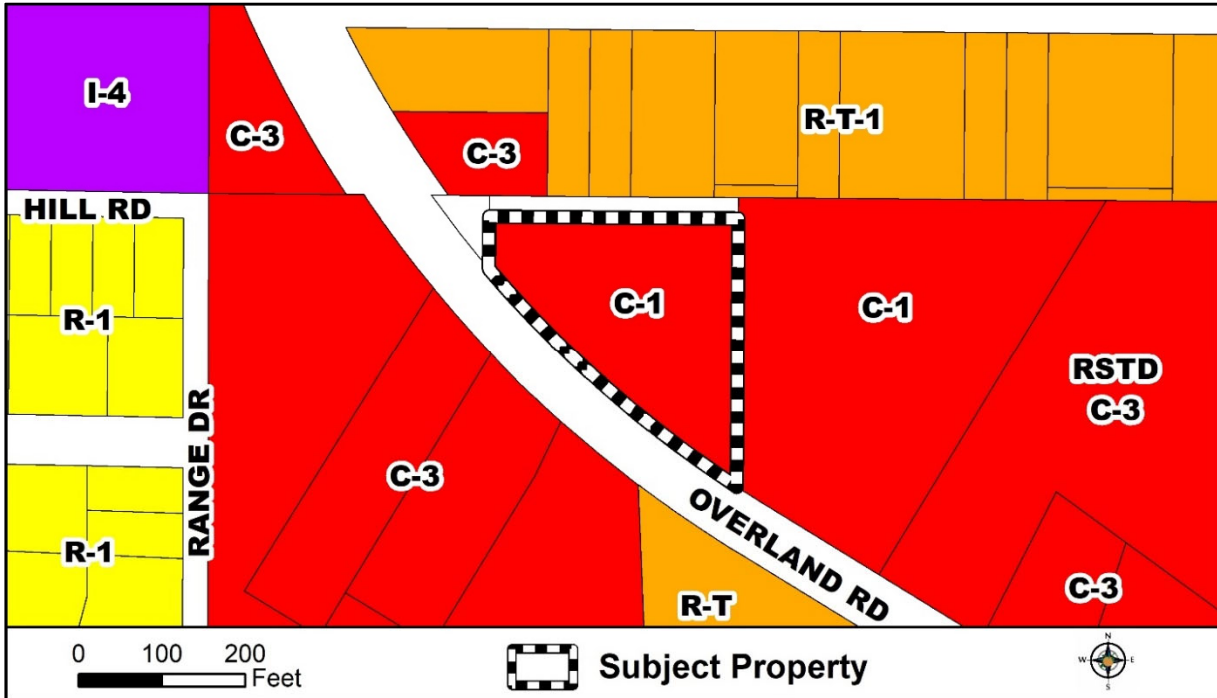 I-4
C-3
C-3
R-T-1
HILL RD
R-1
C-1
C-1
RSTD
C-3
RANGE DR
C-3
R-1
OVERLAND RD
R-T
C-3
0 100 200
Feet
Subject Property
N
W E
S